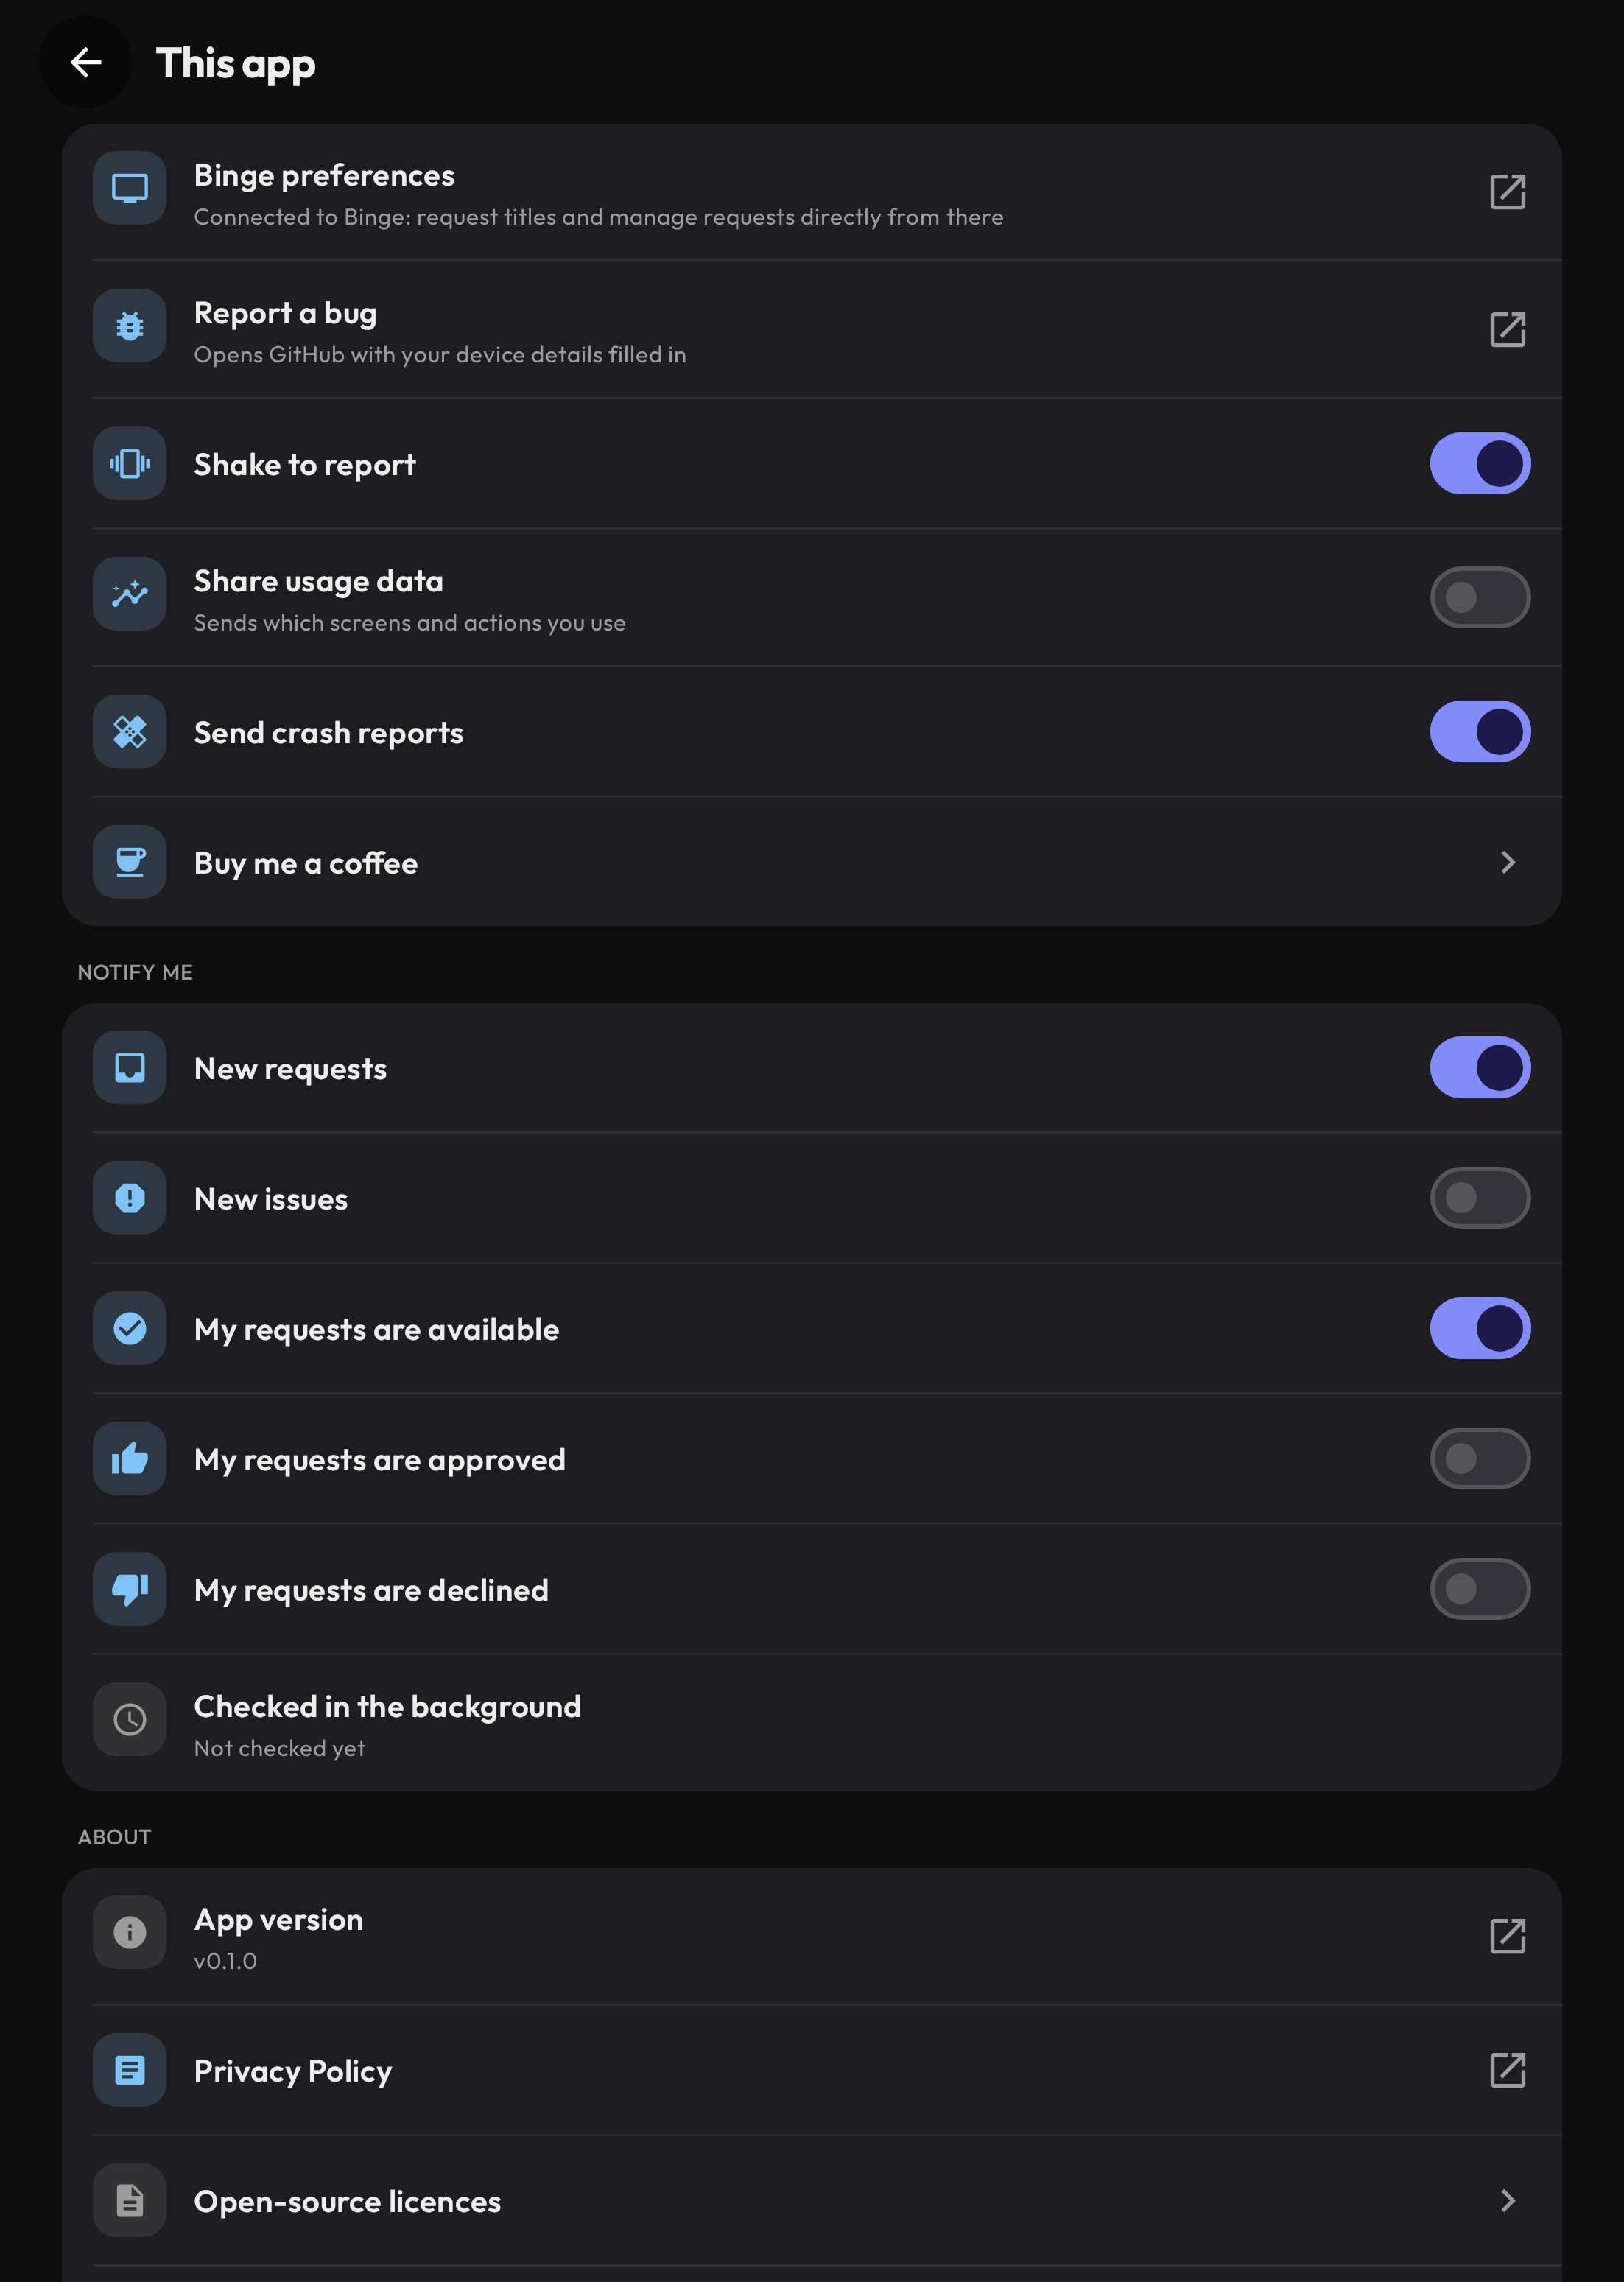 This app
Binge preferences
Connected to Binge: request titles and manage requests directly from there
Report a bug
Opens GitHub with your device details filled in
Shake to report
Share usage data
Sends which screens and actions you use
Send crash reports
Buy me a coffee
NOTIFY ME
New requests
New issues
My requests are available
My requests are approved
My requests are declined
Checked in the background
Not checked yet
ABOUT
App version
v0.1.0
Privacy Policy
Open-source licences